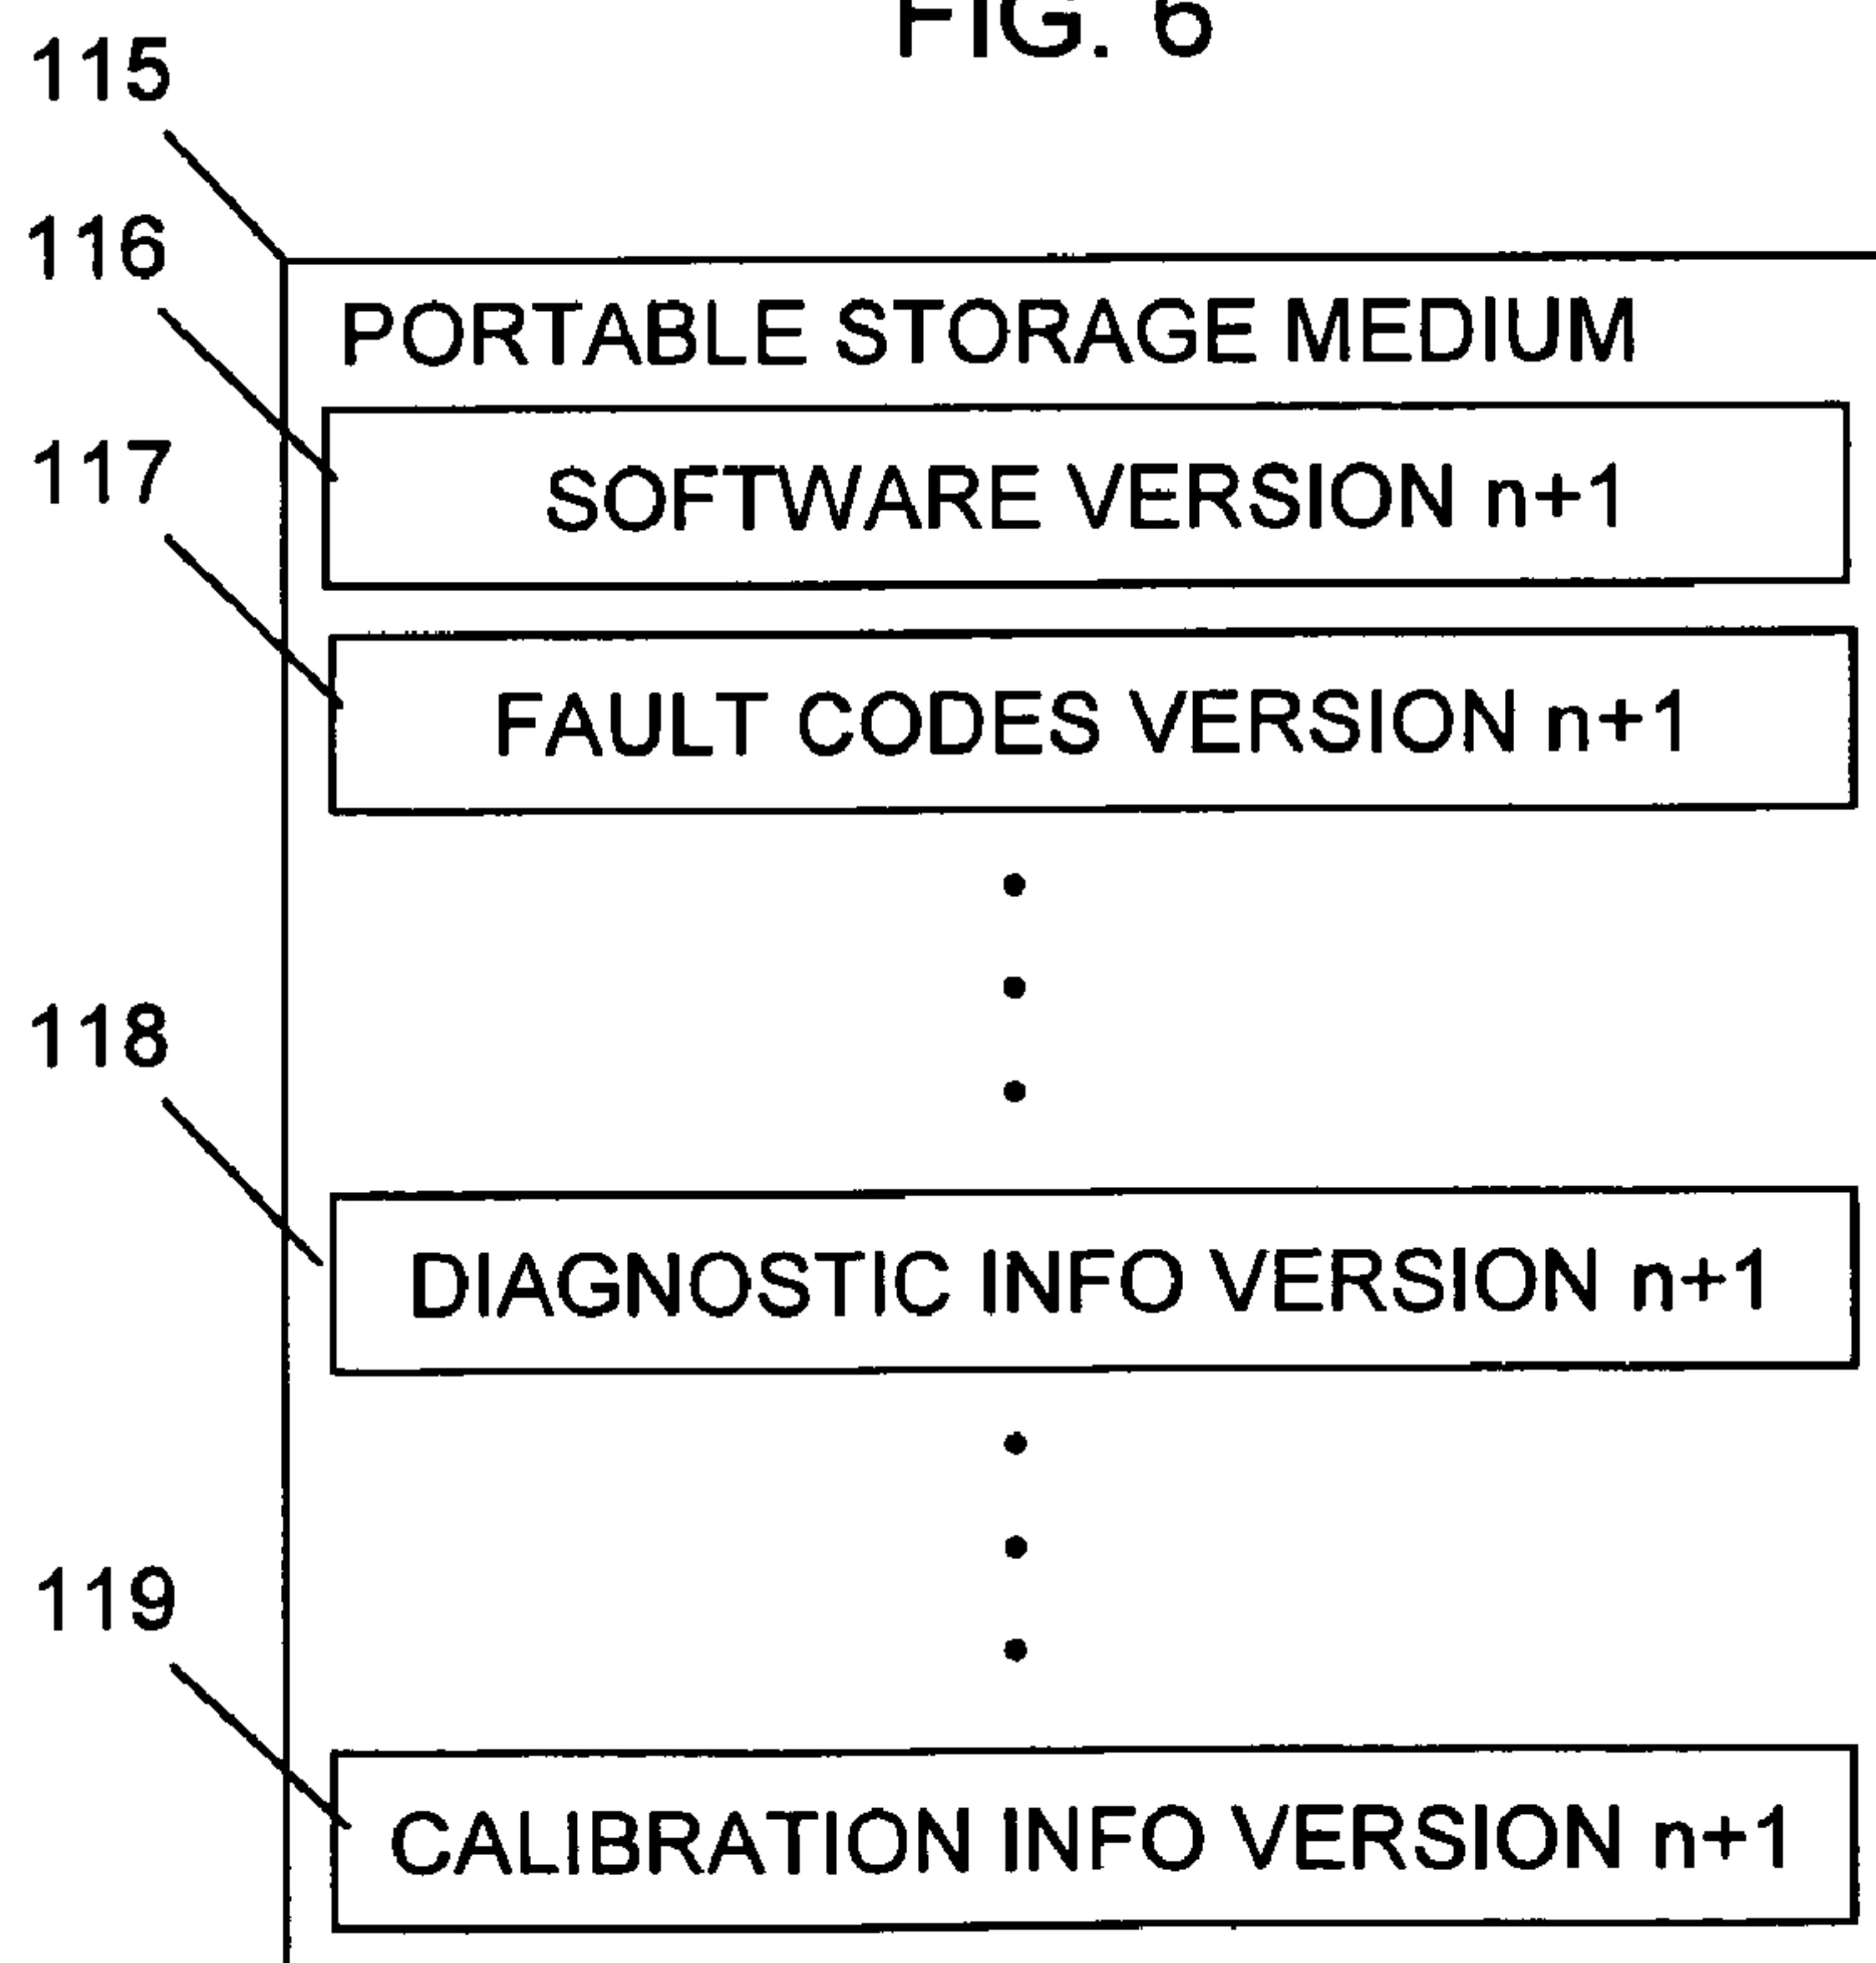 FIG. 6
115
PORTABLE STORAGE MEDIUM
116
SOFTWARE VERSION n+1
117
FAULT CODES VERSION n+1
118
DIAGNOSTIC INFO VERSION n+1
119
CALIBRATION INFO VERSION n+1